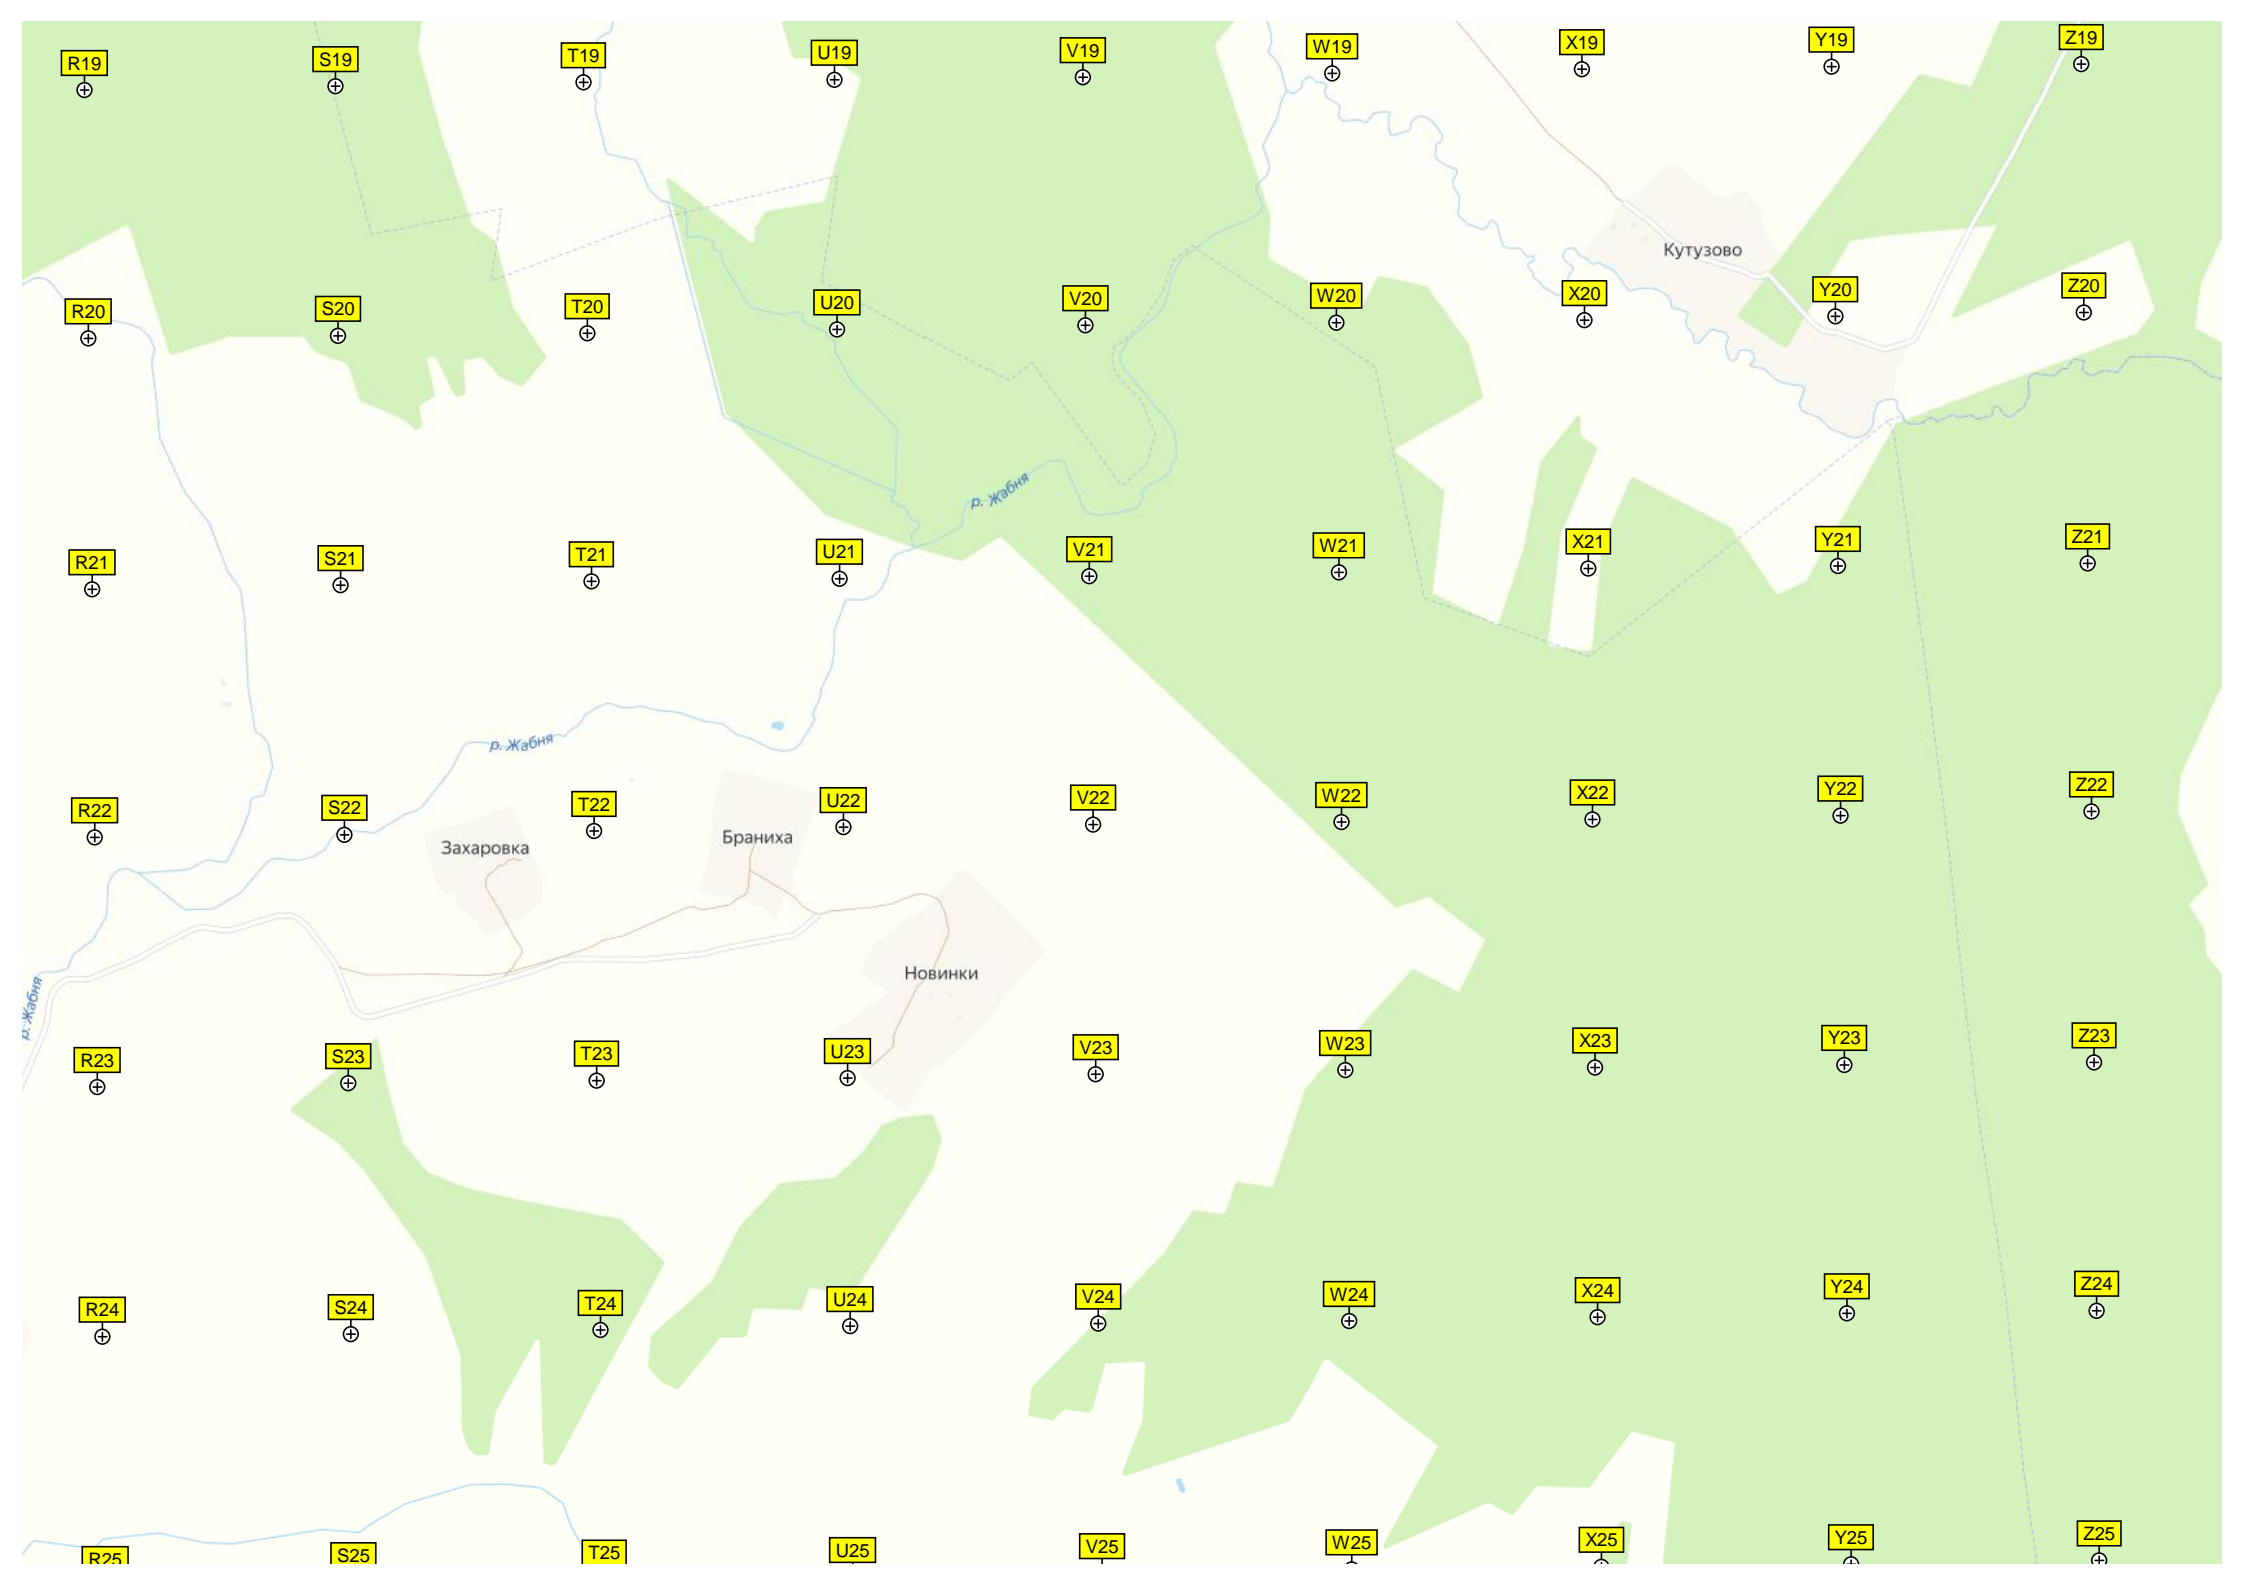 R19 S19 T19 U19 V19 W19 X19 Y19 Z19
Кутузово
R20 S20 T20 U20 V20 W20 X20 Y20 Z20
р. Жабня
R21 S21 T21 U21 V21 W21 X21 Y21 Z21
р. Жабня
R22 S22 T22 U22 V22 W22 X22 Y22 Z22
Захаровка Браниха
Новинки
р. Жабня
R23 S23 T23 U23 V23 W23 X23 Y23 Z23
R24 S24 T24 U24 V24 W24 X24 Y24 Z24
R25 S25 T25 U25 V25 W25 X25 Y25 Z25